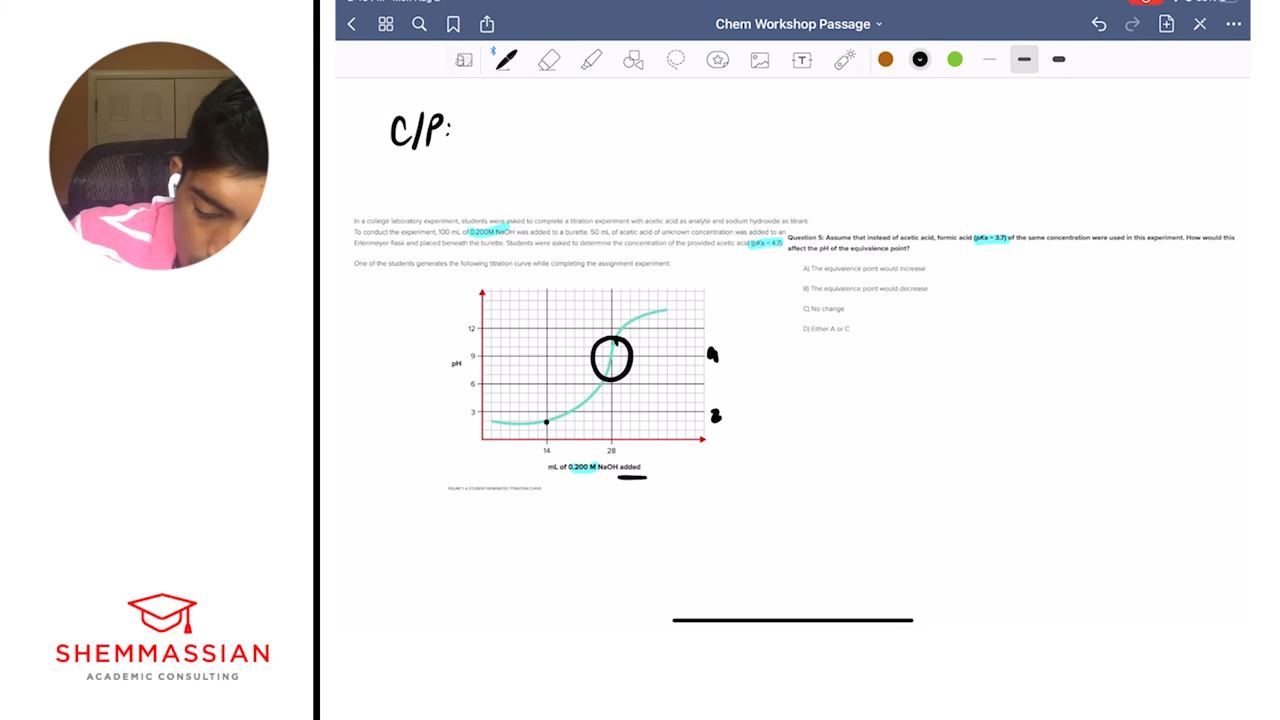 Chem Workshop Passage
T
C/P:
In a college laboratory experiment, students were asked to complete a titration experiment with acetic acid as analyte and sodium hydroxide as titrant.
To conduct the experiment, 100 mL of 0.200M NaOH was added to a burette. 50 mL of acetic acid of unknown concentration was added to an
Erlenmeyer flask and placed beneath the burette. Students were asked to determine the concentration of the provided acetic acid (pKa = 4.7)
One of the students generates the following titration curve while completing the assignment experiment.
Question 5: Assume that instead of acetic acid, formic acid (pKa = 3.7) of the same concentration were used in this experiment. How would this
affect the pH of the equivalence point?
A) The equivalence point would increase
B) The equivalence point would decrease
C) No change
D) Either A or C
12
9
pH
6
3
14
28
mL of 0.200 M NaOH added
FIGURE 1. A STUDENT-GENERATED TITRATION CURVE
SHEMMASSIAN
ACADEMIC CONSULTING